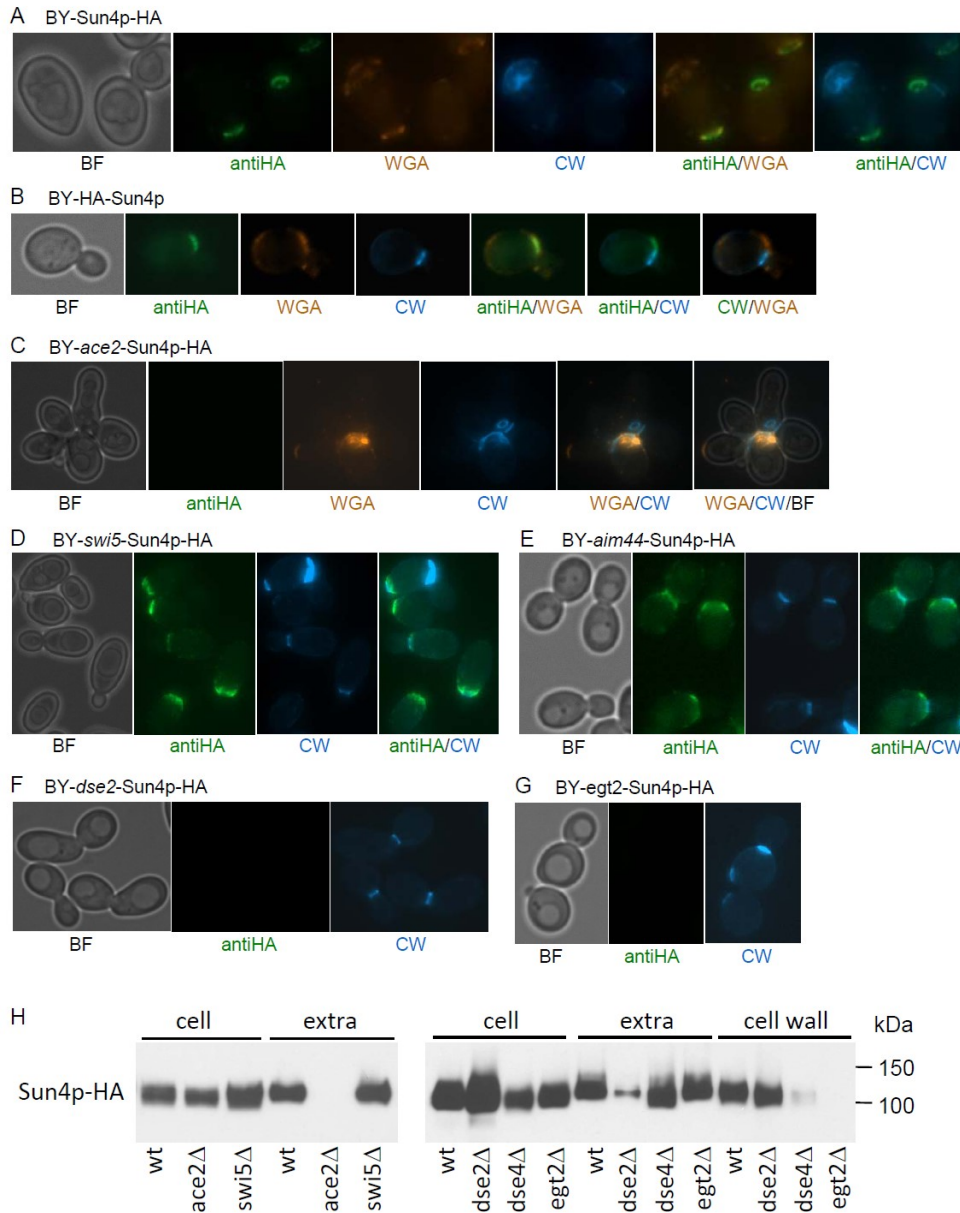 A BY-Sun4p-HA
BF antiHA WGA CW antiHA/WGA antiHA/CW
B BY-HA-Sun4p
BF antiHA WGA CW antiHA/WGA antiHA/CW CW/WGA
C BY-ace2-Sun4p-HA
BF antiHA WGA CW WGA/CW WGA/CW/BF
D BY-swi5-Sun4p-HA
BF antiHA CW antiHA/CW
E BY-aim44-Sun4p-HA
BF antiHA CW antiHA/CW
F BY-dse2-Sun4p-HA
BF antiHA CW
G BY-egt2-Sun4p-HA
BF antiHA CW
H
cell extra cell extra cell wall kDa
Sun4p-HA
150
100
wt ace2Δ swi5Δ wt ace2Δ swi5Δ wt dse2Δ dse4Δ egt2Δ wt dse2Δ dse4Δ egt2Δ wt dse2Δ dse4Δ egt2Δ